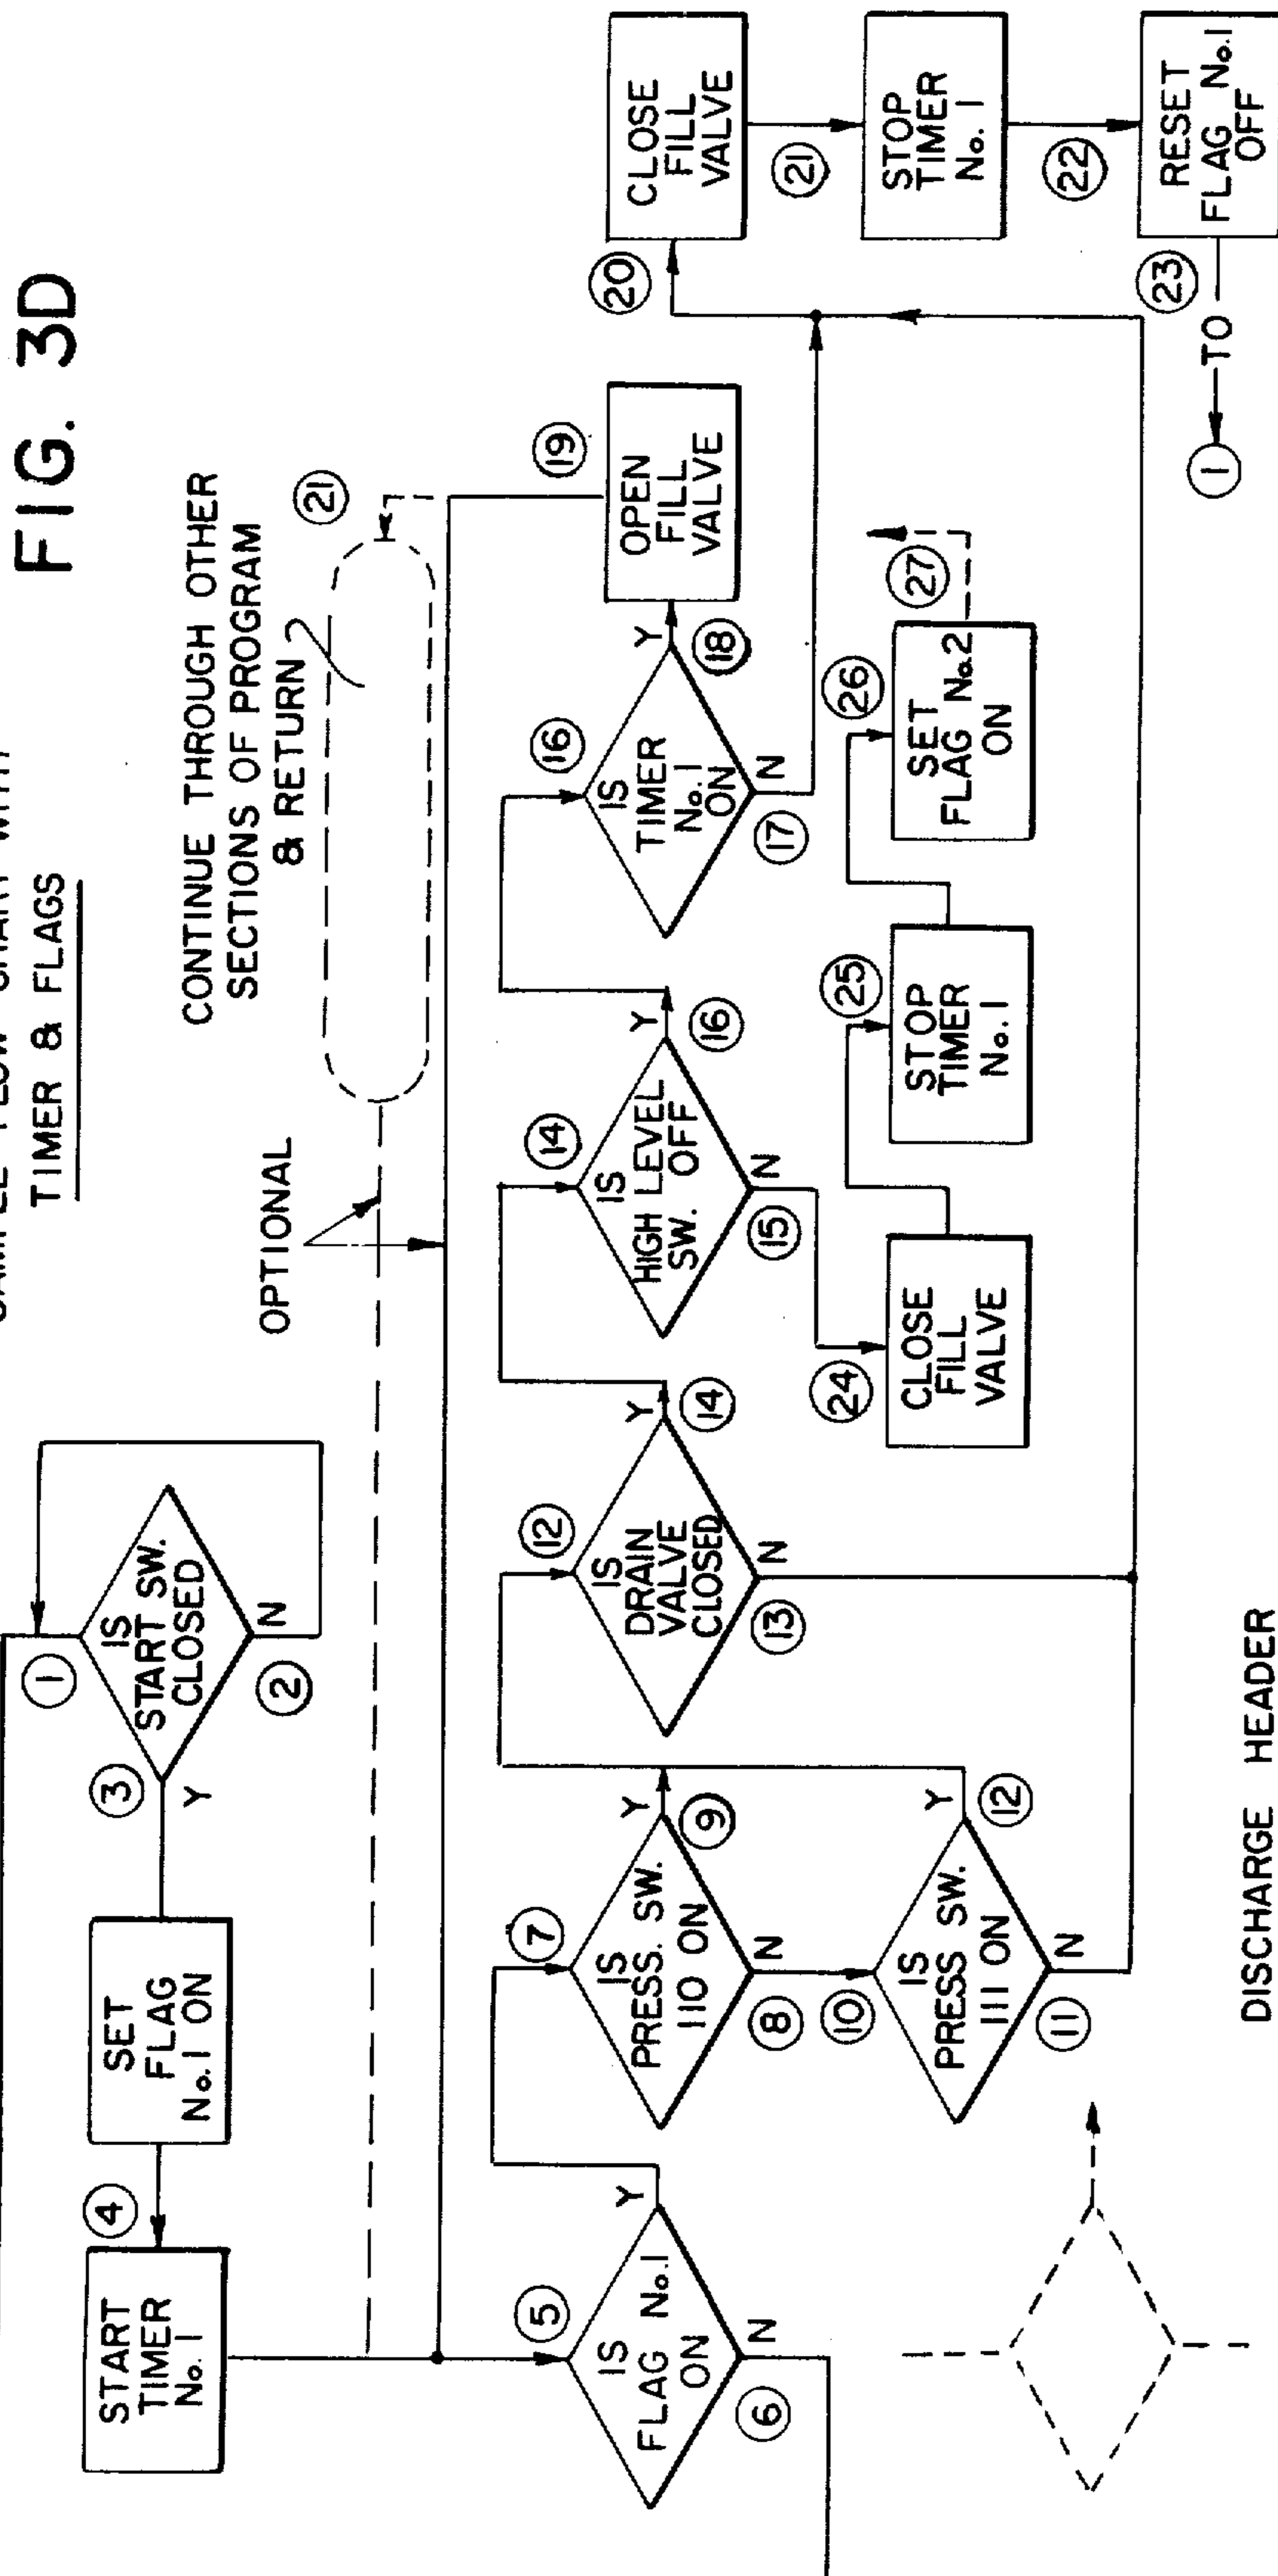 FIG. 3D
SAMPLE FLOW CHART WITH
TIMER & FLAGS
1
IS
START SW.
CLOSED
2
N
3
Y
SET
FLAG
No.1 ON
4
START
TIMER
No. 1
OPTIONAL
CONTINUE THROUGH OTHER
SECTIONS OF PROGRAM
& RETURN
21
5
IS
FLAG No.1
ON
6
N
Y
7
IS
PRESS. SW.
110 ON
8
N
Y
9
10
IS
PRESS SW.
111 ON
11
N
Y
12
12
IS
DRAIN
VALVE
CLOSED
13
N
Y
14
14
IS
HIGH LEVEL
SW. OFF
15
N
Y
16
16
IS
TIMER
No.1
ON
17
N
Y
18
19
OPEN
FILL
VALVE
20
CLOSE
FILL
VALVE
21
STOP
TIMER
No. 1
22
RESET
FLAG No.1
OFF
23
TO
1
24
CLOSE
FILL
VALVE
25
STOP
TIMER
No. 1
26
SET
FLAG No.2
ON
27
DISCHARGE HEADER